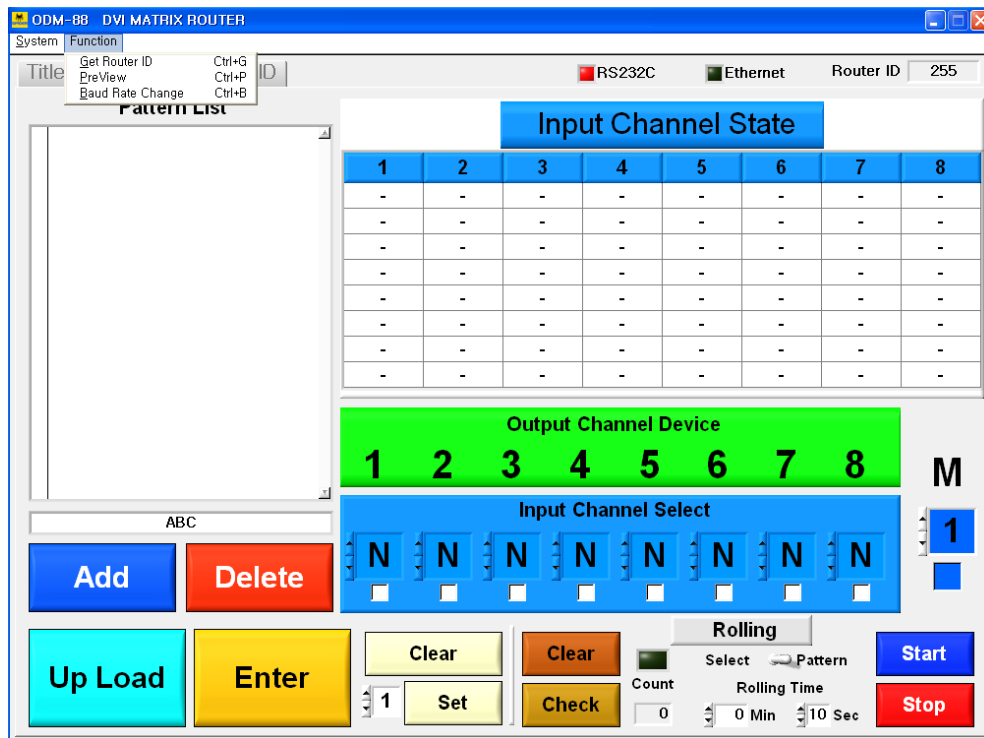 ODM-88 DVI MATRIX ROUTER
System Function
Get Router ID Ctrl+G
PreView Ctrl+P
Baud Rate Change Ctrl+B
Title ID RS232C Ethernet Router ID 255
Pattern List
Input Channel State
1 2 3 4 5 6 7 8
- - - - - - - -
- - - - - - - -
- - - - - - - -
- - - - - - - -
- - - - - - - -
- - - - - - - -
- - - - - - - -
- - - - - - - -
Output Channel Device
1 2 3 4 5 6 7 8
M
Input Channel Select
N N N N N N N N
1
ABC
Add Delete
Up Load Enter
Clear
1 Set
Clear
Check
Rolling
Select Pattern
Count Rolling Time
0 0 Min 10 Sec
Start
Stop